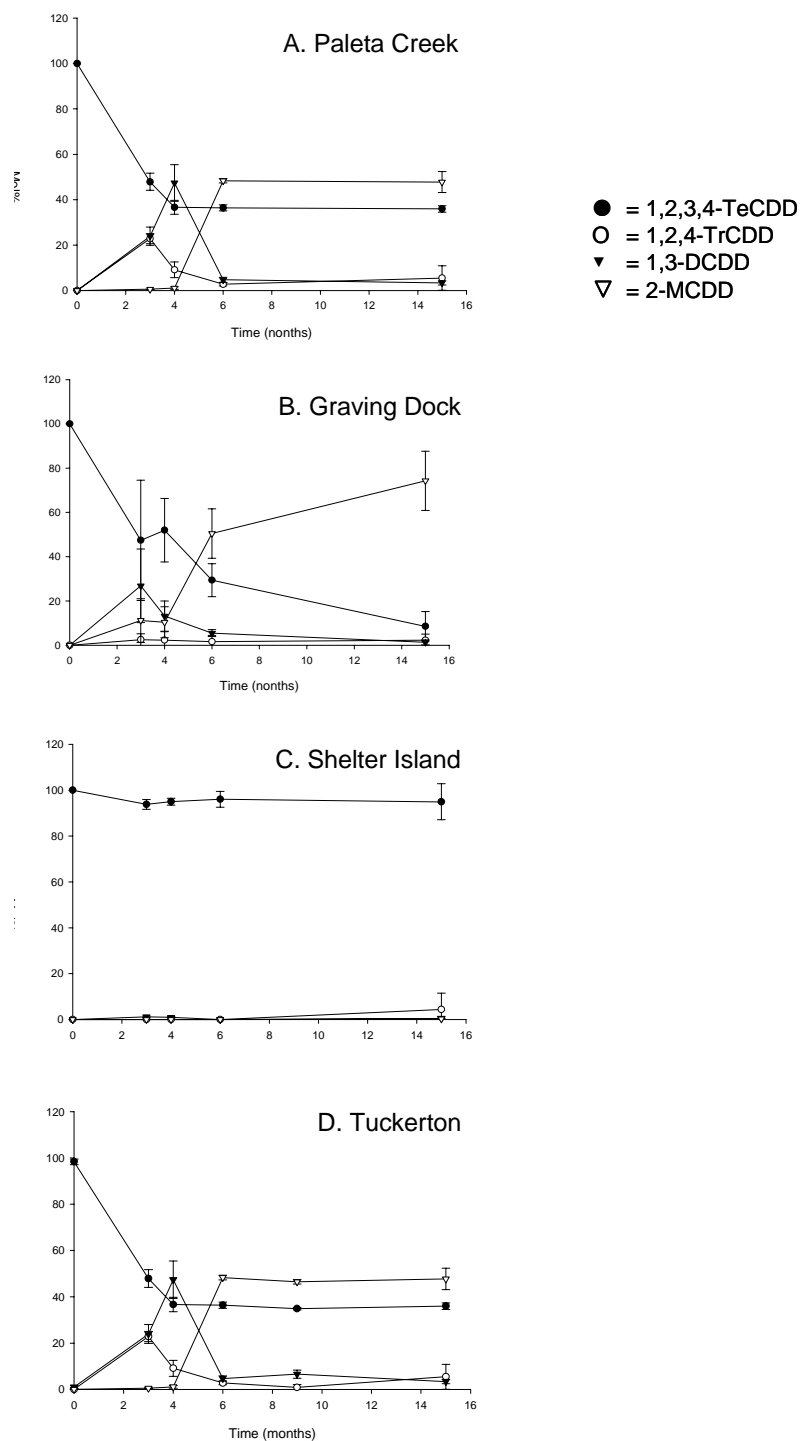 A. Paleta Creek
120
100
80
60
40
20
0
0 2 4 6 8 10 12 14 16
Time (nonths)
● = 1,2,3,4-TeCDD
○ = 1,2,4-TrCDD
▼ = 1,3-DCDD
▽ = 2-MCDD
B. Graving Dock
120
100
80
60
40
20
0
0 2 4 6 8 10 12 14 16
Time (nonths)
C. Shelter Island
120
100
80
60
40
20
0
0 2 4 6 8 10 12 14 16
D. Tuckerton
120
100
80
60
40
20
0
0 2 4 6 8 10 12 14 16
Time (months)